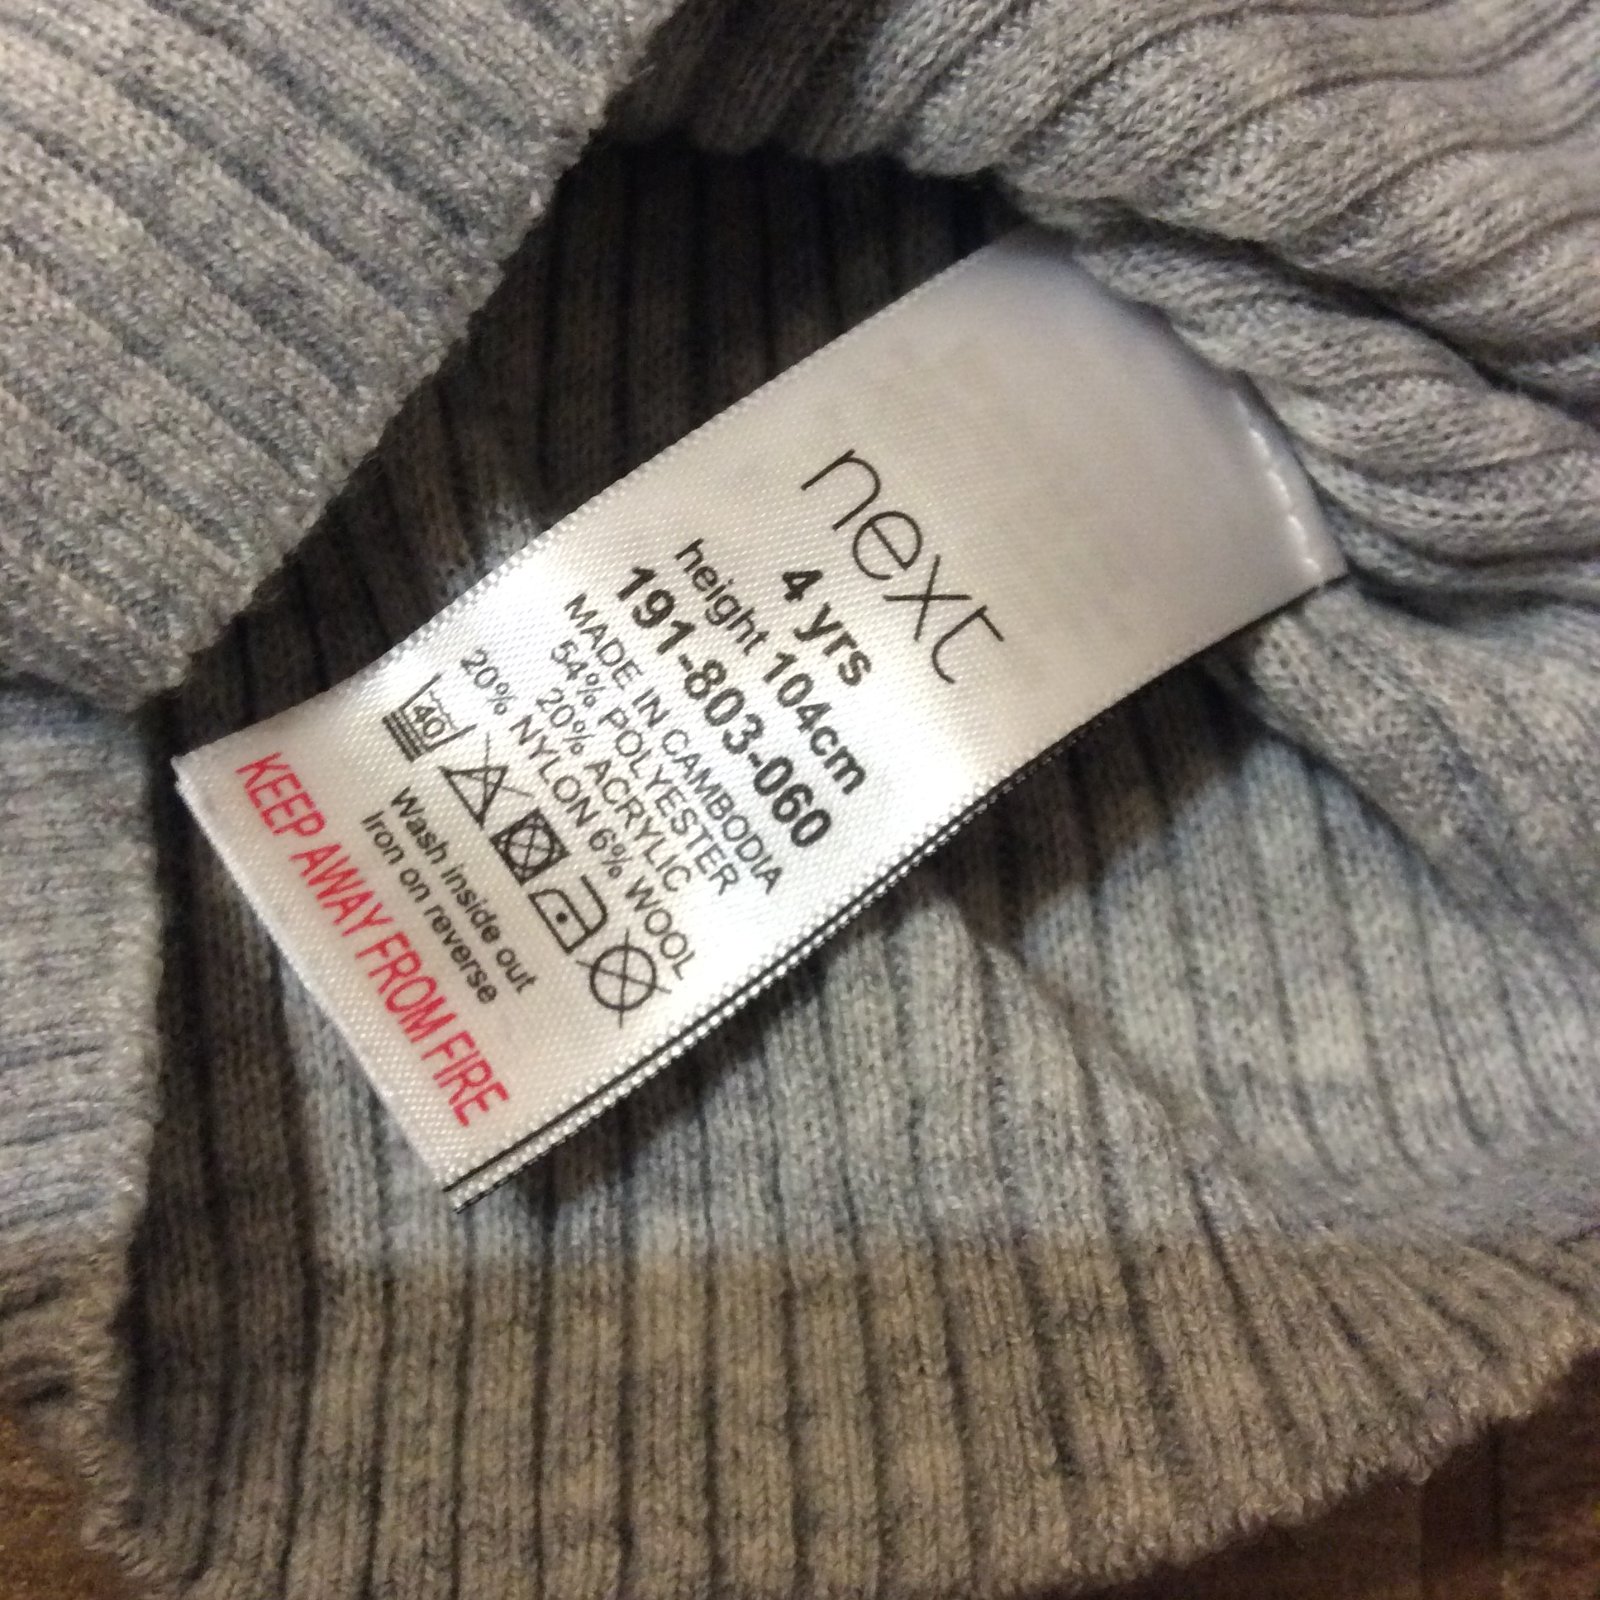 next
4 yrs
height 104cm
191-803-060
MADE IN CAMBODIA
54% POLYESTER
20% ACRYLIC
20% NYLON 6% WOOL
40
Wash inside out
Iron on reverse
KEEP AWAY FROM FIRE